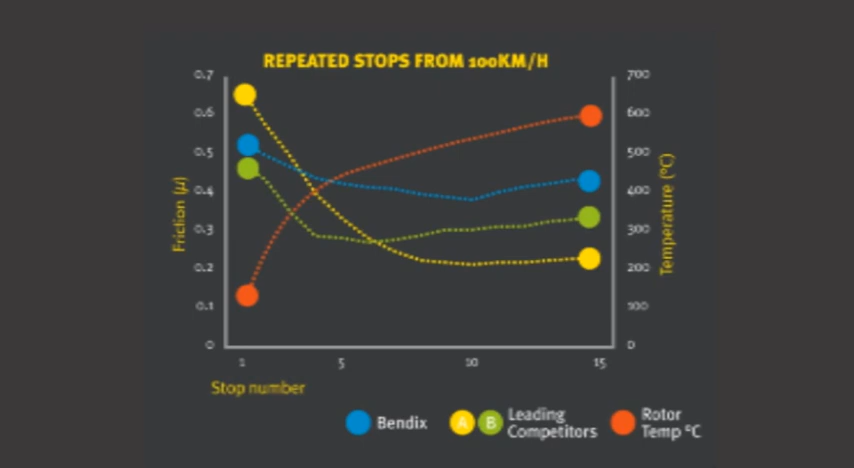 REPEATED STOPS FROM 100KM/H
0.7
0.6
0.5
0.4
0.3
0.2
0.1
0
Friction (µ)
700
600
500
400
300
200
100
0
Temperature (°C)
1 5 10 15
Stop number
Bendix
A B Leading
Competitors
Rotor
Temp °C